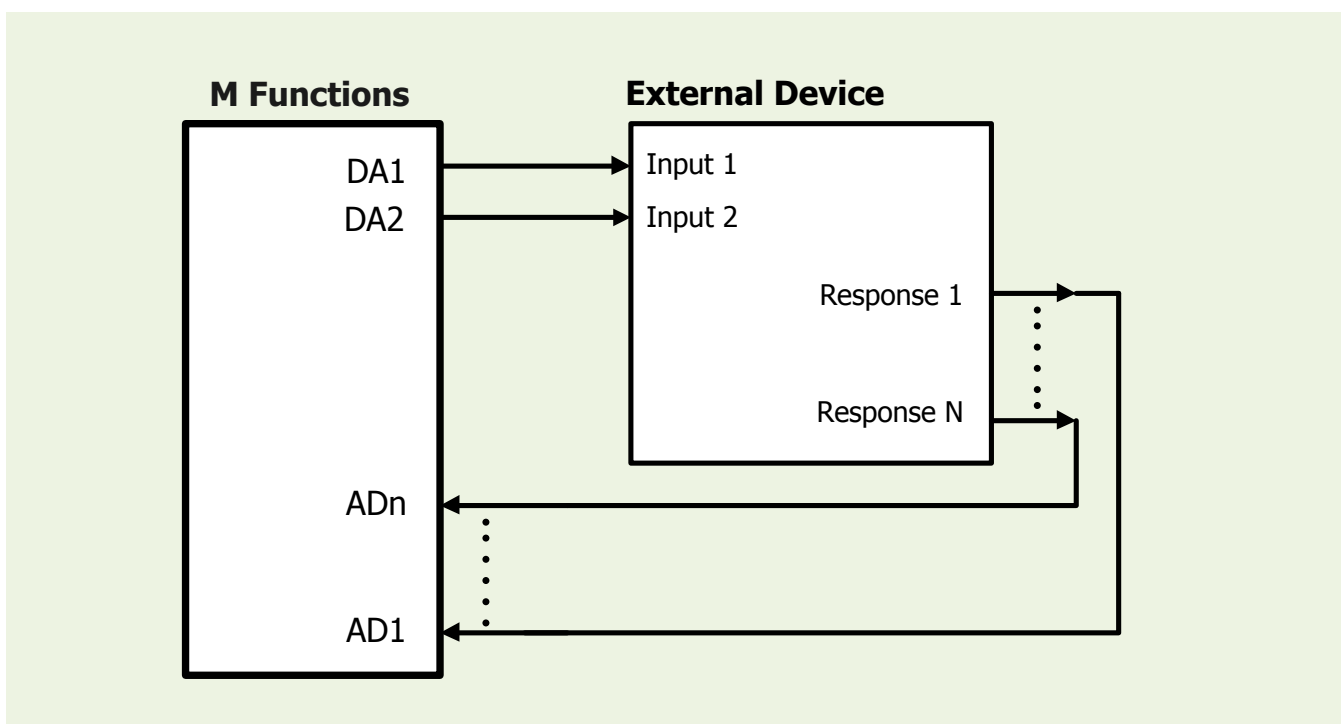 M Functions
External Device
DA1
DA2
Input 1
Input 2
Response 1
Response N
ADn
AD1